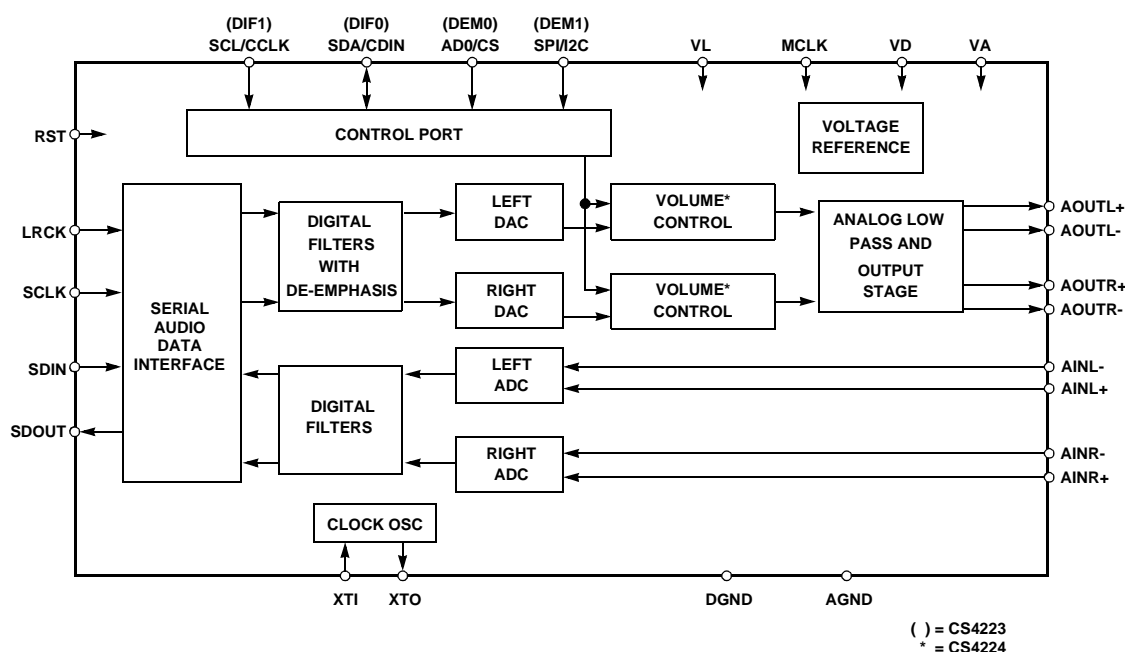 (DIF1) (DIF0) (DEM0) (DEM1)
SCL/CCLK SDA/CDIN AD0/CS SPI/I2C VL MCLK VD VA
RST
CONTROL PORT
VOLTAGE
REFERENCE
LRCK
SCLK
SDIN
SDOUT
SERIAL
AUDIO
DATA
INTERFACE
DIGITAL
FILTERS
WITH
DE-EMPHASIS
LEFT
DAC
VOLUME*
CONTROL
RIGHT
DAC
VOLUME*
CONTROL
ANALOG LOW
PASS AND
OUTPUT
STAGE
AOUTL+
AOUTL-
AOUTR+
AOUTR-
DIGITAL
FILTERS
LEFT
ADC
RIGHT
ADC
AINL-
AINL+
AINR-
AINR+
CLOCK OSC
XTI XTO DGND AGND
( ) = CS4223
* = CS4224